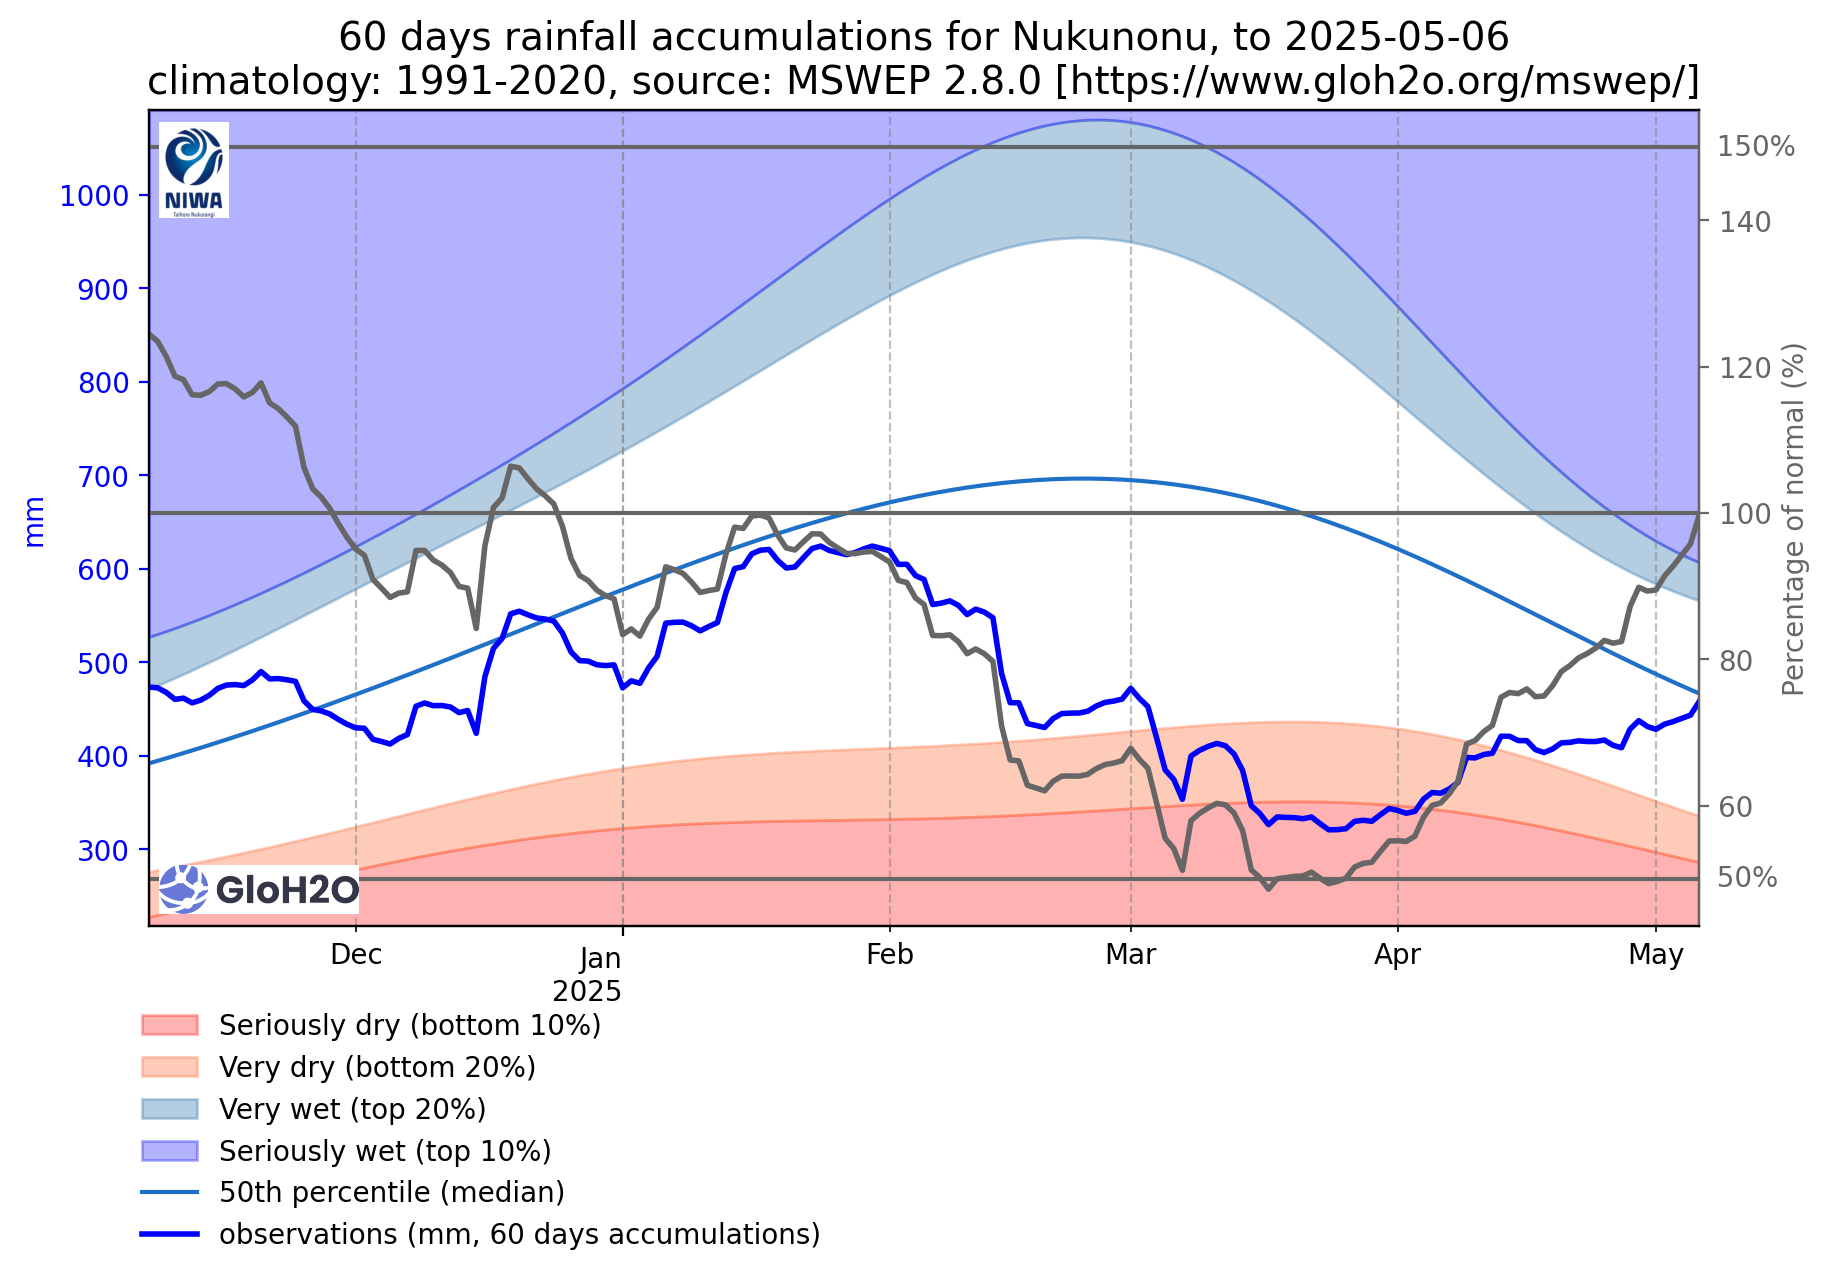 60 days rainfall accumulations for Nukunonu, to 2025-05-06
climatology: 1991-2020, source: MSWEP 2.8.0 [https://www.gloh2o.org/mswep/]
NIWA
Taihoro Nukurangi
1000
900
800
700
600
500
400
300
mm
150%
140
120
100
80
60
50%
Percentage of normal (%)
GloH2O
Dec
Jan
2025
Feb
Mar
Apr
May
Seriously dry (bottom 10%)
Very dry (bottom 20%)
Very wet (top 20%)
Seriously wet (top 10%)
50th percentile (median)
observations (mm, 60 days accumulations)